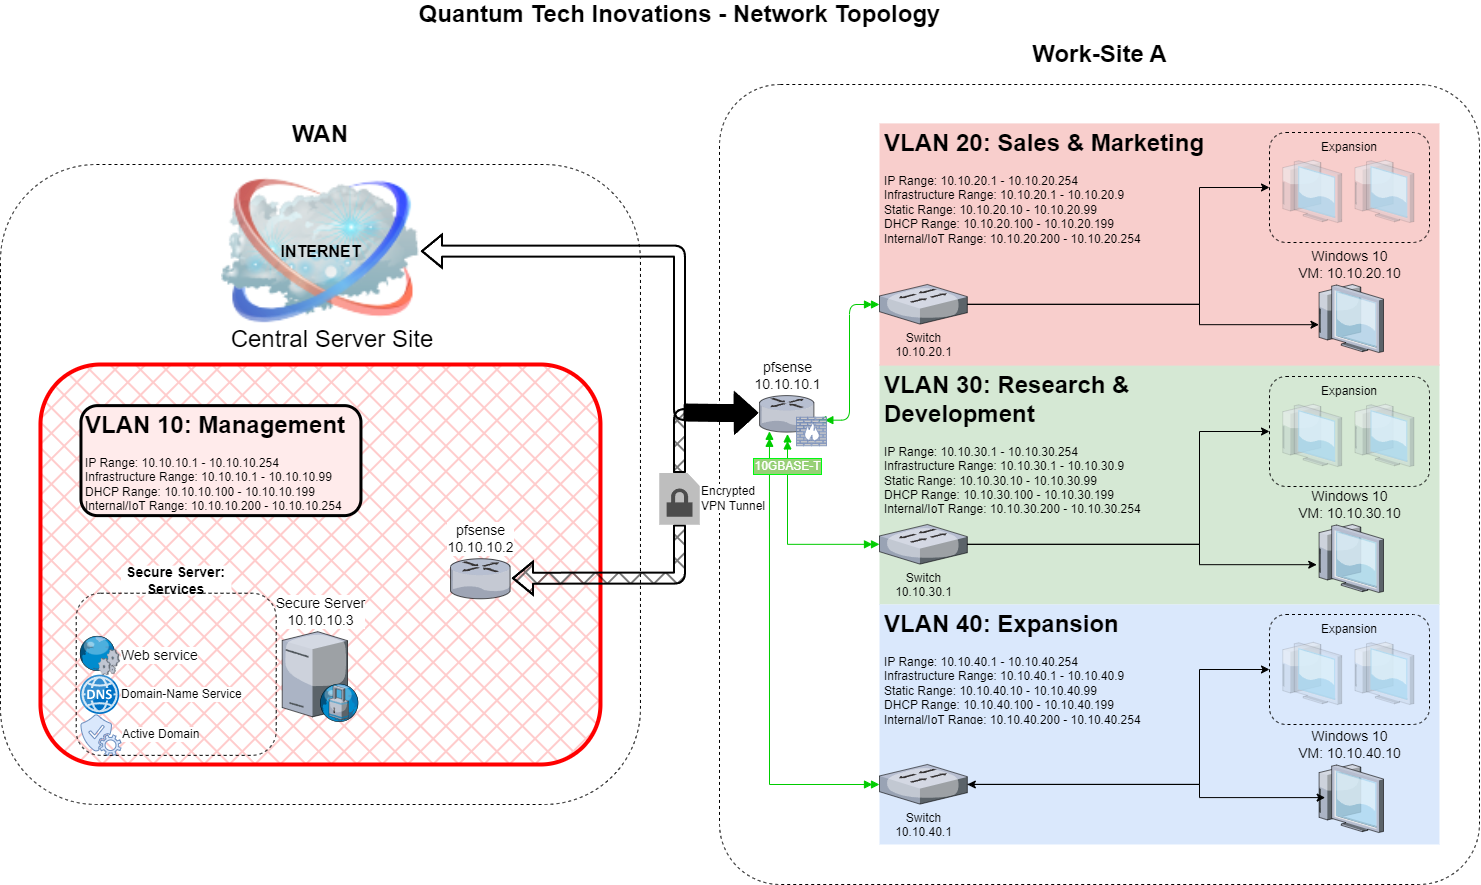 Quantum Tech Inovations - Network Topology
Work-Site A
WAN
INTERNET
Central Server Site
VLAN 10: Management
IP Range: 10.10.10.1 - 10.10.10.254
Infrastructure Range: 10.10.10.1 - 10.10.10.99
DHCP Range: 10.10.10.100 - 10.10.10.199
Internal/IoT Range: 10.10.10.200 - 10.10.10.254
pfsense
10.10.10.2
Secure Server:
Services
Web service
DNS
Domain-Name Service
Active Domain
Secure Server
10.10.10.3
Encrypted
VPN Tunnel
pfsense
10.10.10.1
10GBASE-T
VLAN 20: Sales & Marketing
IP Range: 10.10.20.1 - 10.10.20.254
Infrastructure Range: 10.10.20.1 - 10.10.20.9
Static Range: 10.10.20.10 - 10.10.20.99
DHCP Range: 10.10.20.100 - 10.10.20.199
Internal/IoT Range: 10.10.20.200 - 10.10.20.254
Switch
10.10.20.1
Expansion
Windows 10
VM: 10.10.20.10
VLAN 30: Research &
Development
IP Range: 10.10.30.1 - 10.10.30.254
Infrastructure Range: 10.10.30.1 - 10.10.30.9
Static Range: 10.10.30.10 - 10.10.30.99
DHCP Range: 10.10.30.100 - 10.10.30.199
Internal/IoT Range: 10.10.30.200 - 10.10.30.254
Switch
10.10.30.1
Expansion
Windows 10
VM: 10.10.30.10
VLAN 40: Expansion
IP Range: 10.10.40.1 - 10.10.40.254
Infrastructure Range: 10.10.40.1 - 10.10.40.9
Static Range: 10.10.40.10 - 10.10.40.99
DHCP Range: 10.10.40.100 - 10.10.40.199
Internal/IoT Range: 10.10.40.200 - 10.10.40.254
Switch
10.10.40.1
Expansion
Windows 10
VM: 10.10.40.10